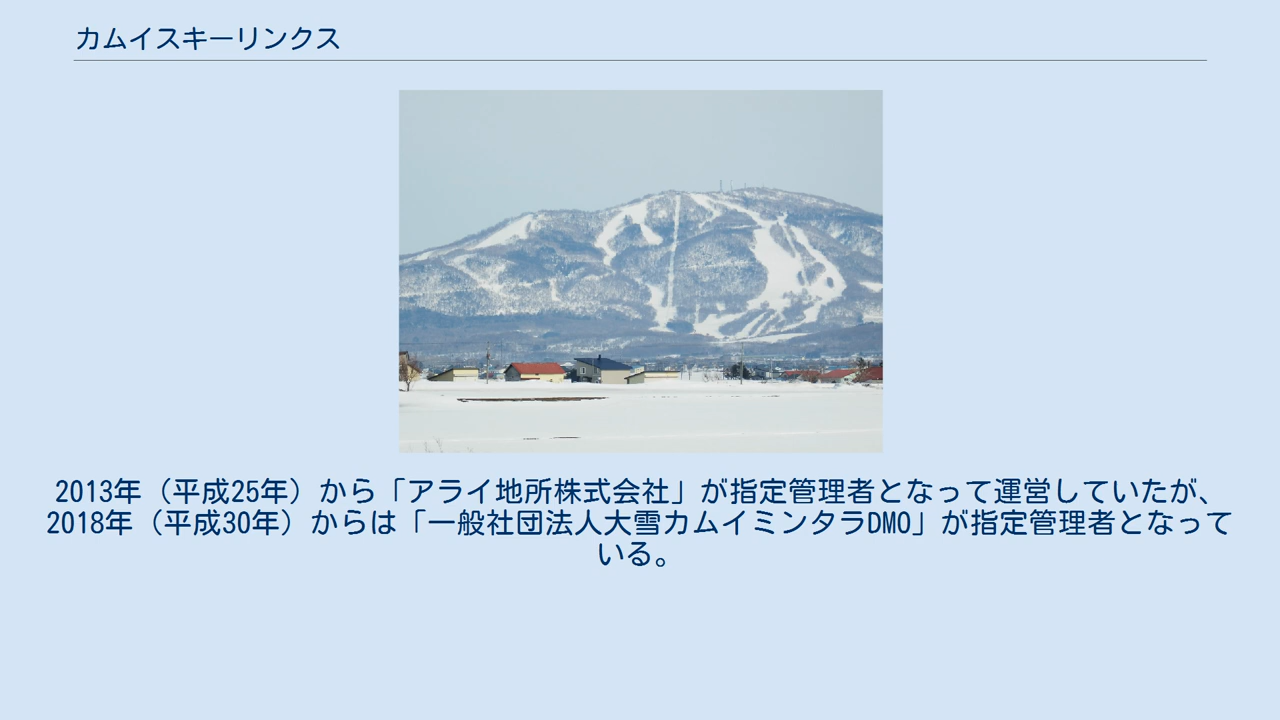 カムイスキーリンクス
2013年（平成25年）から「アライ地所株式会社」が指定管理者となって運営していたが、
2018年（平成30年）からは「一般社団法人大雪カムイミンタラDMO」が指定管理者となって
いる。